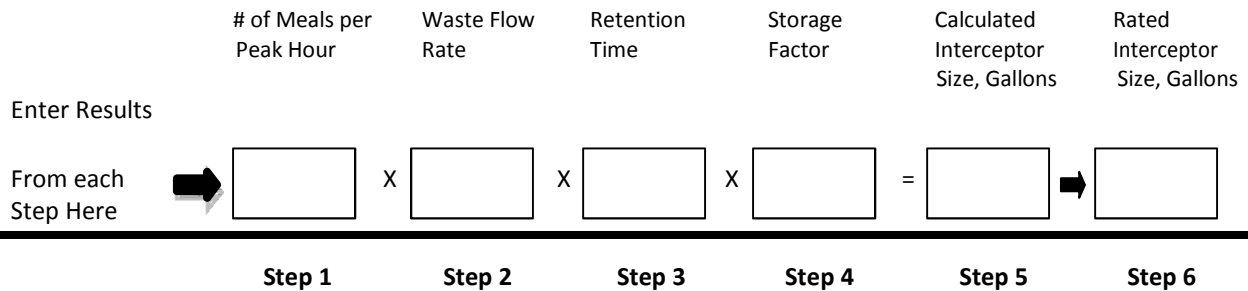 # of Meals per Waste Flow Retention Storage Calculated Rated
Peak Hour Rate Time Factor Interceptor Interceptor
Size, Gallons Size, Gallons
Enter Results
From each X X X =
Step Here
Step 1 Step 2 Step 3 Step 4 Step 5 Step 6